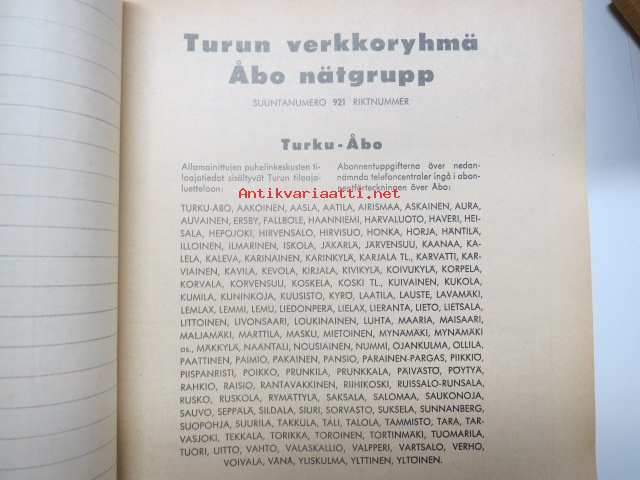 Turun verkkoryhmä
Åbo nätgrupp
SUUNTANUMERO 921 RIKTNUMMER
Turku-Åbo
Allamainittujen puhelinkeskusten ti-
laajatiedot sisältyvät Turun tilaaja-
luetteloon:
Abonnentuppgifterna över nedan-
nämnda telefoncentraler ingå i abon-
nentförteckningen över Åbo:
Antikvariaatti.net
TURKU-ÅBO, AAKOINEN, AASLA, AATILA, AIRISMAA, ASKAINEN, AURA,
AUVAINEN, ERSBY, FALLBÖLE, HAANNIEMI, HARVALUOTO, HAVERI, HEI-
SALA, HEPOJOKI, HIRVENSALO, HIRVISUO, HONKA, HORJA, HÄNTILÄ,
ILLOINEN, ILMARINEN, ISKOLA, JÄKÄRLÄ, JÄRVENSUU, KAANAA, KA-
LELA, KALEVA, KARINAINEN, KARINKYLÄ, KARJALA TL., KARVATTI, KAR-
VIAINEN, KAVILA, KEVOLA, KIRJALA, KIVIKYLÄ, KOIVUKYLÄ, KORPELA,
KORVALA, KORVENSUU, KOSKELA, KOSKI TL., KUIVAINEN, KUKOLA,
KUMILA, KUNINKOJA, KUUSISTO, KYRÖ, LAATILA, LAUSTE, LAVAMÄKI,
LEMLAX, LEMMI, LEMU, LIEDONPERÄ, LIELAX, LIERANTA, LIETO, LIETSALA,
LITTOINEN, LIVONSAARI, LOUKINAINEN, LUHTA, MAARIA, MAISAARI,
MALJAMÄKI, MARTTILA, MASKU, MIETOINEN, MYNÄMÄKI, MYNÄMÄKI
as., MÄKKYLÄ, NAANTALI, NOUSIAINEN, NUMMI, OJANKULMA, OLLILA,
PAATTINEN, PAIMIO, PAKAINEN, PANSIO, PARAINEN-PARGAS, PIIKKIÖ,
PIISPANRISTI, POIKKO, PRUNKILA, PRUNKKALA, PÄIVÄSTÖ, PÖYTYÄ,
RAHKIO, RAISIO, RANTAVAKKINEN, RIIHIKOSKI, RUISSALO-RUNSALA,
RUSKO, RUSKOLA, RYMÄTTYLÄ, SAKSALA, SALOMAA, SAUKONOJA,
SAUVO, SEPPÄLÄ, SILDALA, SIURI, SORVASTO, SUKSELA, SUNNANBERG,
SUOPOHJA, SUURILA, TAKKULA, TALI, TALOLA, TAMMISTO, TARA, TAR-
VASJOKI, TEKKALA, TORIKKA, TOROINEN, TORTINMÄKI, TUOMARILA,
TUORI, UITTO, VAHTO, VALASKALLIO, VALPPERI, VARTSALO, VERHO,
VOIVALA, VÄNÄ, YLISKULMA, YLTTINEN, YLTOINEN.